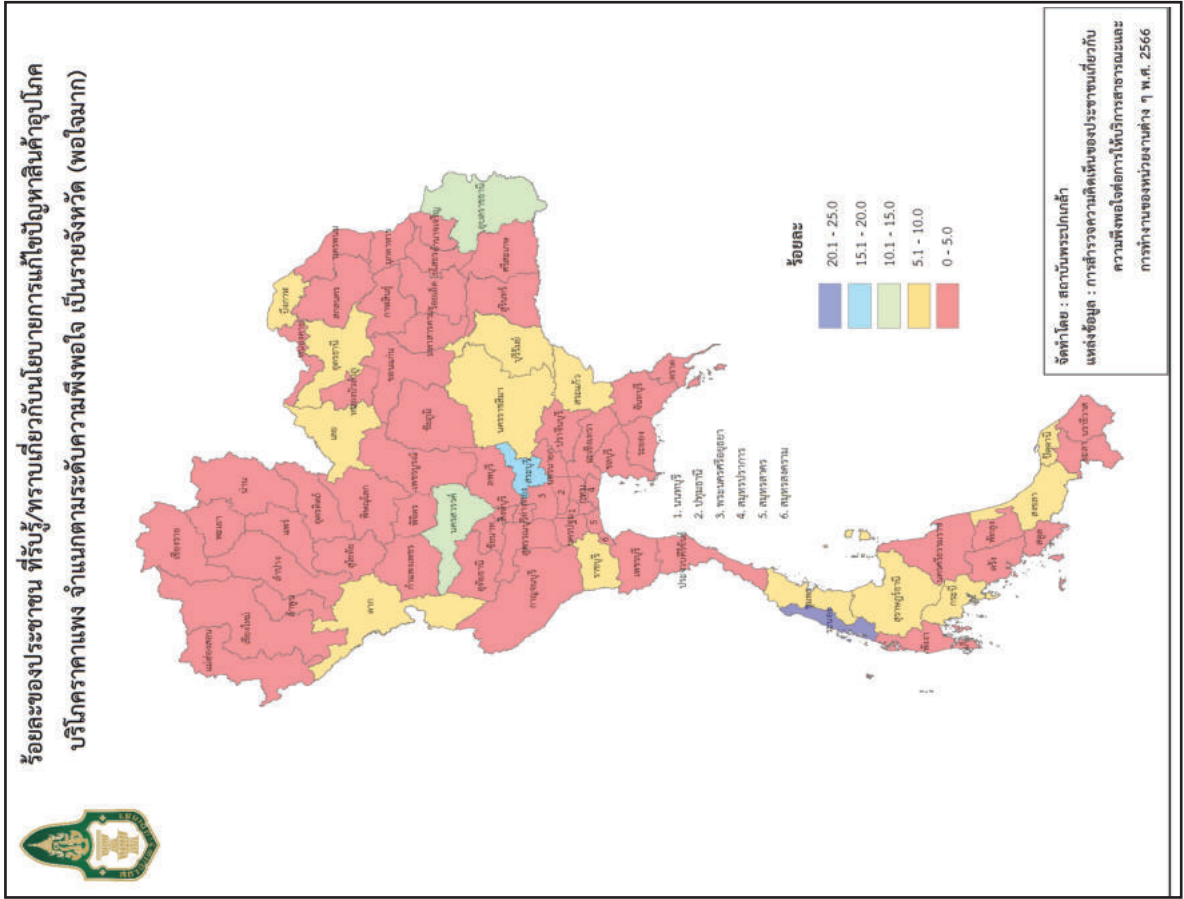 ร้อยละของประชาชน ที่รับรู้/ทราบเกี่ยวกับนโยบายการแก้ไขปัญหาสินค้าอุปโภค
บริโภคราคาแพง จำแนกตามระดับความพึงพอใจ เป็นรายจังหวัด (พอใจมาก)
เชียงราย
แม่ฮ่องสอน
เชียงใหม่
พะเยา
น่าน
ลำปาง
ลำพูน
แพร่
อุตรดิตถ์
สุโขทัย
ตาก
พิษณุโลก
กำแพงเพชร
พิจิตร
เพชรบูรณ์
เลย
หนองบัวลำภู
อุดรธานี
หนองคาย
บึงกาฬ
สกลนคร
นครพนม
ขอนแก่น
กาฬสินธุ์
มุกดาหาร
มหาสารคาม
ร้อยเอ็ด
ยโสธร
อำนาจเจริญ
ชัยภูมิ
นครราชสีมา
บุรีรัมย์
สุรินทร์
ศรีสะเกษ
อุบลราชธานี
นครสวรรค์
อุทัยธานี
ชัยนาท
สิงห์บุรี
ลพบุรี
อ่างทอง
สระบุรี
สุพรรณบุรี
กาญจนบุรี
นครนายก
ปราจีนบุรี
สระแก้ว
นครปฐม
กทม.
ฉะเชิงเทรา
ชลบุรี
ระยอง
จันทบุรี
ตราด
1
2
3
4
5
6
ราชบุรี
เพชรบุรี
ประจวบคีรีขันธ์
ชุมพร
ระนอง
สุราษฎร์ธานี
พังงา
ภูเก็ต
กระบี่
นครศรีธรรมราช
ตรัง
พัทลุง
สตูล
สงขลา
ปัตตานี
ยะลา
นราธิวาส
1. นนทบุรี
2. ปทุมธานี
3. พระนครศรีอยุธยา
4. สมุทรปราการ
5. สมุทรสาคร
6. สมุทรสงคราม
ร้อยละ
20.1 - 25.0
15.1 - 20.0
10.1 - 15.0
5.1 - 10.0
0 - 5.0
จัดทำโดย : สถาบันพระปกเกล้า
แหล่งข้อมูล : การสำรวจความคิดเห็นของประชาชนเกี่ยวกับ
ความพึงพอใจต่อการให้บริการสาธารณะและ
การทำงานของหน่วยงานต่าง ๆ พ.ศ. 2566